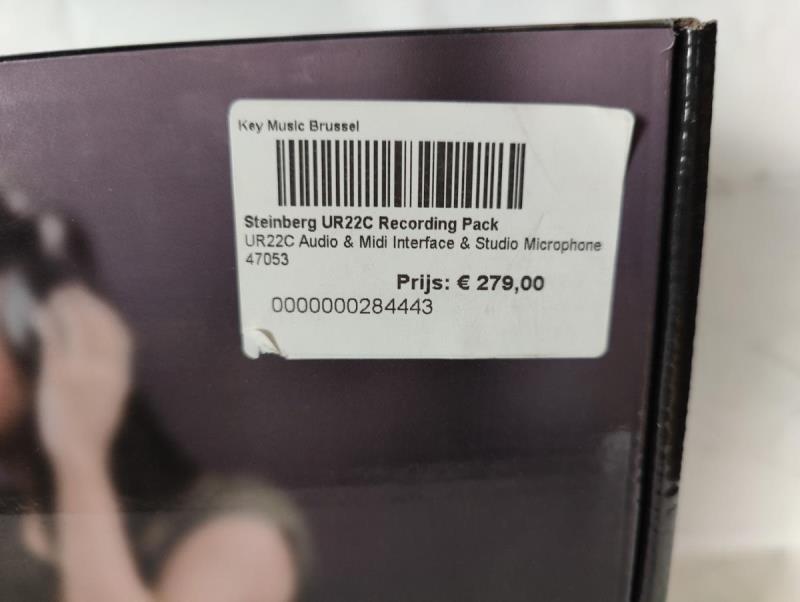 Key Music Brussel
Steinberg UR22C Recording Pack
UR22C Audio & Midi Interface & Studio Microphone
47053
Prijs: € 279,00
0000000284443